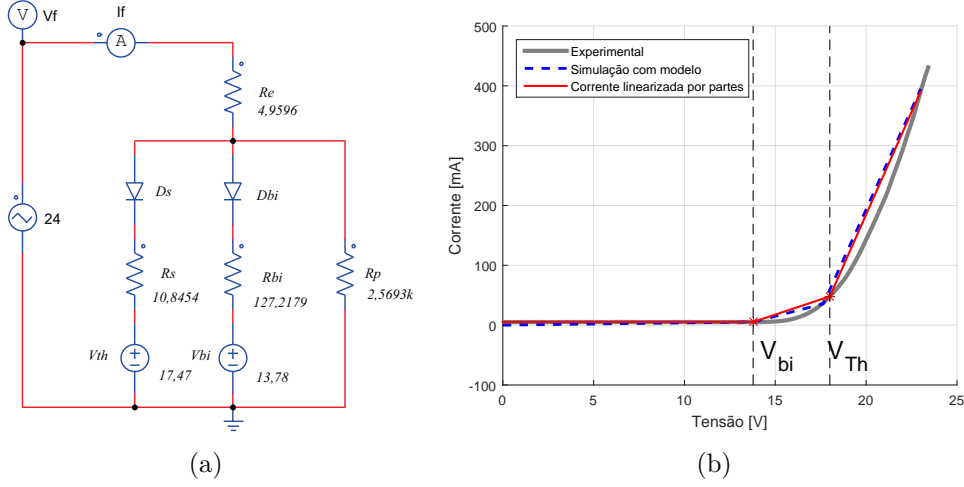 V
Vf
If
A
Re
4,9596
Ds
Dbi
24
Rs
10,8454
Rbi
127,2179
Rp
2,5693k
Vth
17,47
Vbi
13,78
(a)
500
400
300
200
100
0
-100
Corrente [mA]
Experimental
Simulação com modelo
Corrente linearizada por partes
V_bi
V_Th
0
5
10
15
20
25
Tensão [V]
(b)